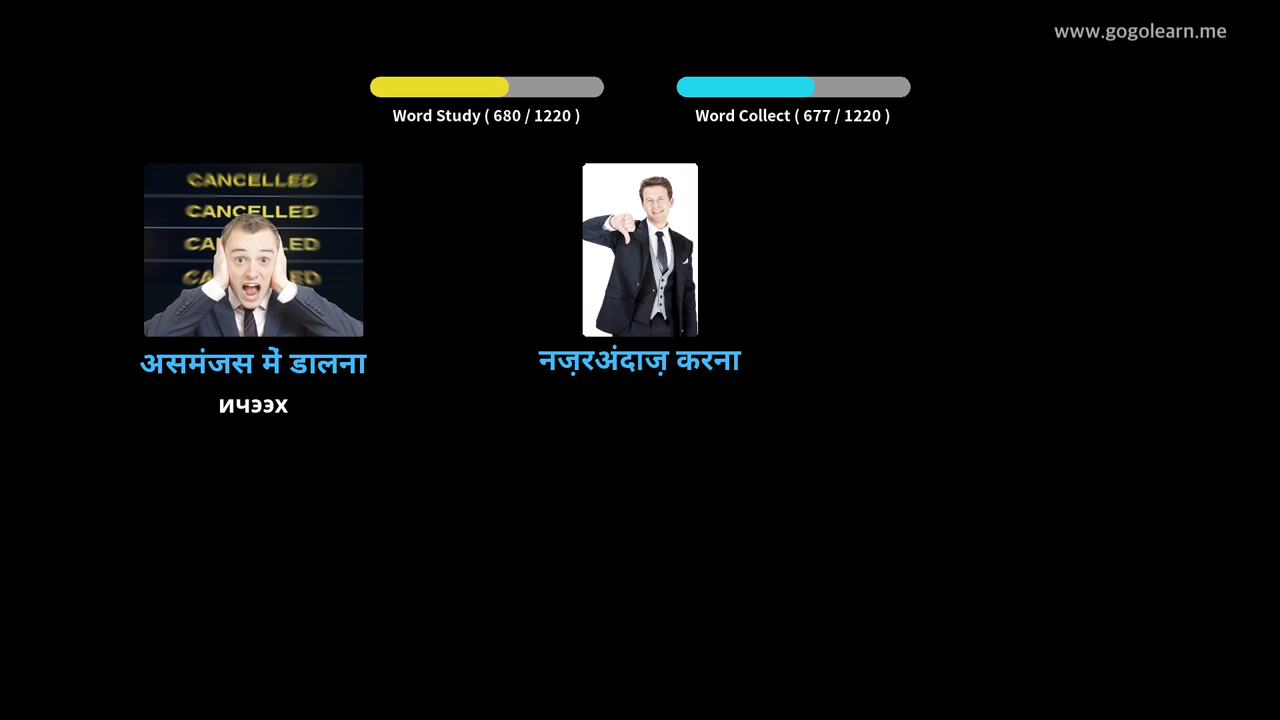 www.gogolearn.me
Word Study ( 680 / 1220 )
Word Collect ( 677 / 1220 )
CANCELLED
CANCELLED
असमंजस में डालना
नज़रअंदाज़ करना
ичээх